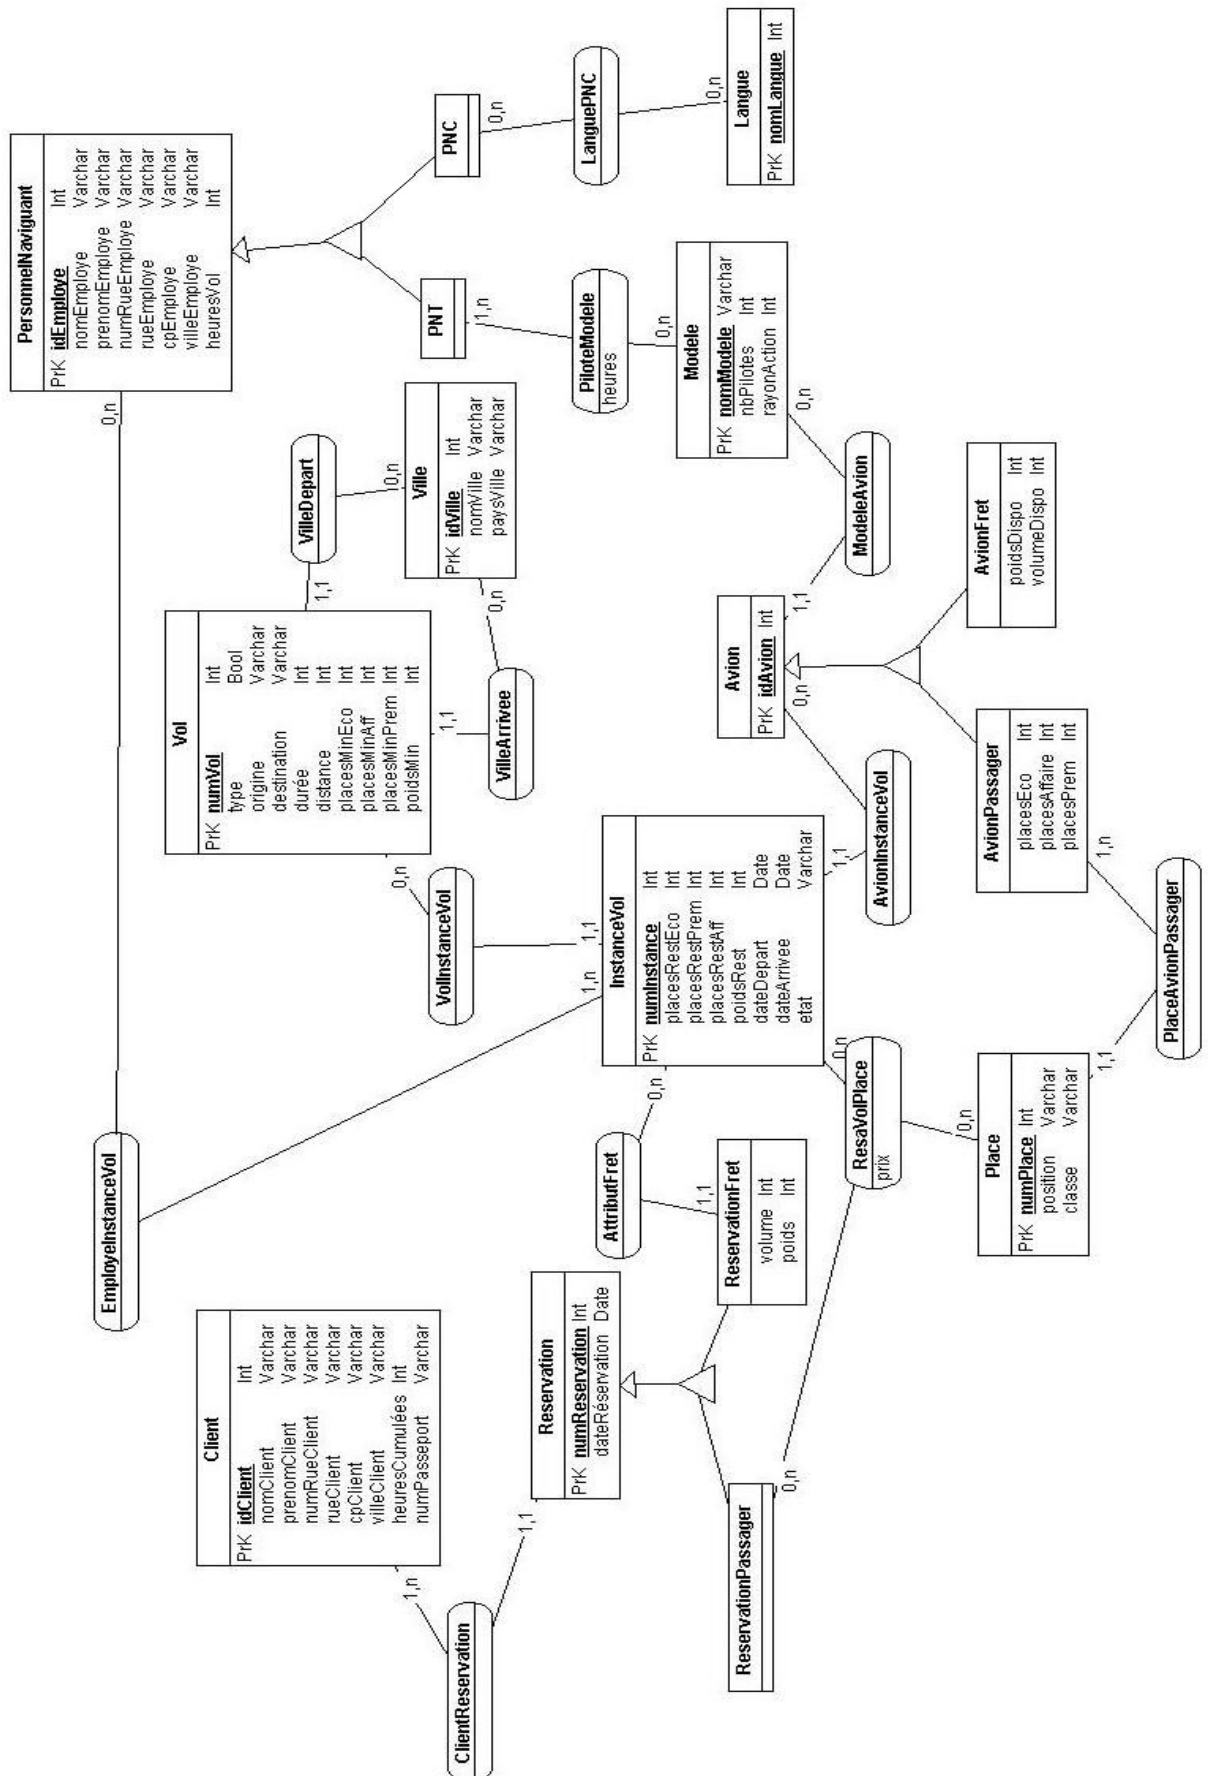 PersonnelNaviguant
PrK idEmploye Int
nomEmploye Varchar
prenomEmploye Varchar
numRueEmploye Varchar
rueEmploye Varchar
cpEmploye Varchar
villeEmploye Varchar
heuresVol Int
0,n
PNT
PNC
1,n
0,n
PiloteModele
heures
LanguePNC
0,n
0,n
Modele
PrK nomModele Varchar
nbPilotes Int
rayonAction Int
0,n
Langue
PrK nomLangue Int
VilleDepart
1,1
0,n
Ville
PrK idVille Int
nomVille Varchar
paysVille Varchar
0,n
VilleArrivee
1,1
Vol
PrK numVol Int
type Bool
origine Varchar
destination Varchar
durée Int
distance Int
placesMinEco Int
placesMinAff Int
placesMinPrem Int
poidsMin Int
0,n
VolInstanceVol
1,1
1,n
EmployeInstanceVol
InstanceVol
PrK numInstance Int
placesRestEco Int
placesRestPrem Int
placesRestAff Int
poidsRest Int
dateDepart Date
dateArrivee Date
etat Varchar
1,1
AvionInstanceVol
0,n
Avion
PrK idAvion Int
1,1
ModeleAvion
AvionPassager
placesEco Int
placesAffaire Int
placesPrem Int
1,n
AvionFret
poidsDispo Int
volumeDispo Int
PlaceAvionPassager
1,1
Place
PrK numPlace Int
position Varchar
classe Varchar
0,n
ResaVolPlace
prix
0,n
0,n
AttributFret
1,1
ReservationFret
volume Int
poids Int
Client
PrK idClient Int
nomClient Varchar
prenomClient Varchar
numRueClient Varchar
rueClient Varchar
cpClient Varchar
villeClient Varchar
heuresCumulées Int
numPasseport Varchar
1,n
ClientReservation
1,1
Reservation
PrK numReservation Int
dateRéservation Date
ReservationPassager
0,n